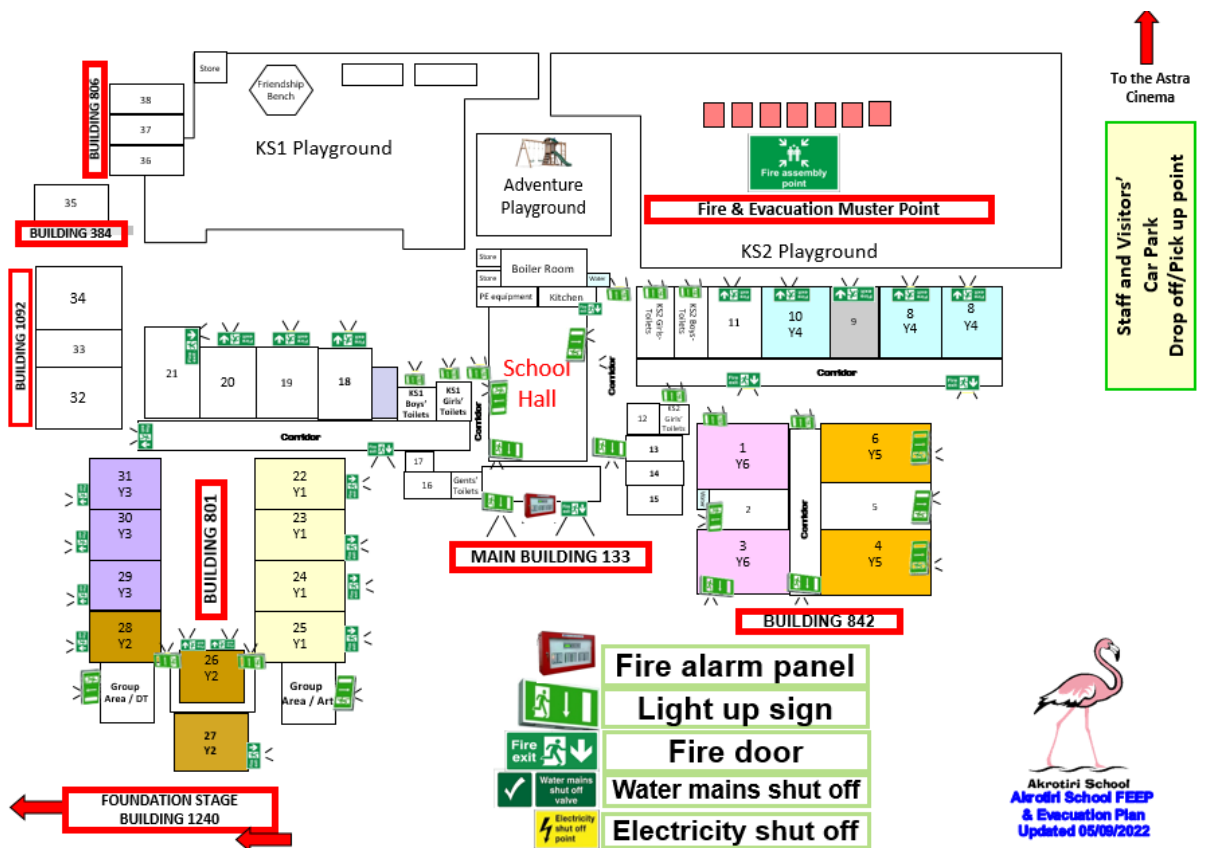 To the Astra
Cinema
Staff and Visitors'
Car Park
Drop off/Pick up point
Store
Friendship
Bench
KS1 Playground
BUILDING 806
38
37
36
35
BUILDING 384
Adventure
Playground
Fire assembly
point
Fire & Evacuation Muster Point
KS2 Playground
BUILDING 1092
34
33
32
Store
Store
Boiler Room
Water
PE equipment
Kitchen
School
Hall
KS2 Girls'
Toilets
KS2 Boys'
Toilets
11
10
Y4
9
8
Y4
8
Y4
Corridor
21
20
19
18
KS1
Boys'
Toilets
KS1
Girls'
Toilets
Corridor
Corridor
Corridor
17
16
Gents'
Toilets
12
KS2
Girls'
Toilets
13
14
15
1
Y6
Water
2
3
Y6
Corridor
6
Y5
5
4
Y5
MAIN BUILDING 133
BUILDING 842
31
Y3
30
Y3
29
Y3
28
Y2
BUILDING 801
22
Y1
23
Y1
24
Y1
25
Y1
26
Y2
Group
Area / DT
Group
Area / Art
27
Y2
FOUNDATION STAGE
BUILDING 1240
Fire alarm panel
Light up sign
Fire
exit
Fire door
Water mains
shut off
valve
Water mains shut off
Electricity
shut off
point
Electricity shut off
Akrotiri School
Akrotiri School FEEP
& Evacuation Plan
Updated 05/09/2022